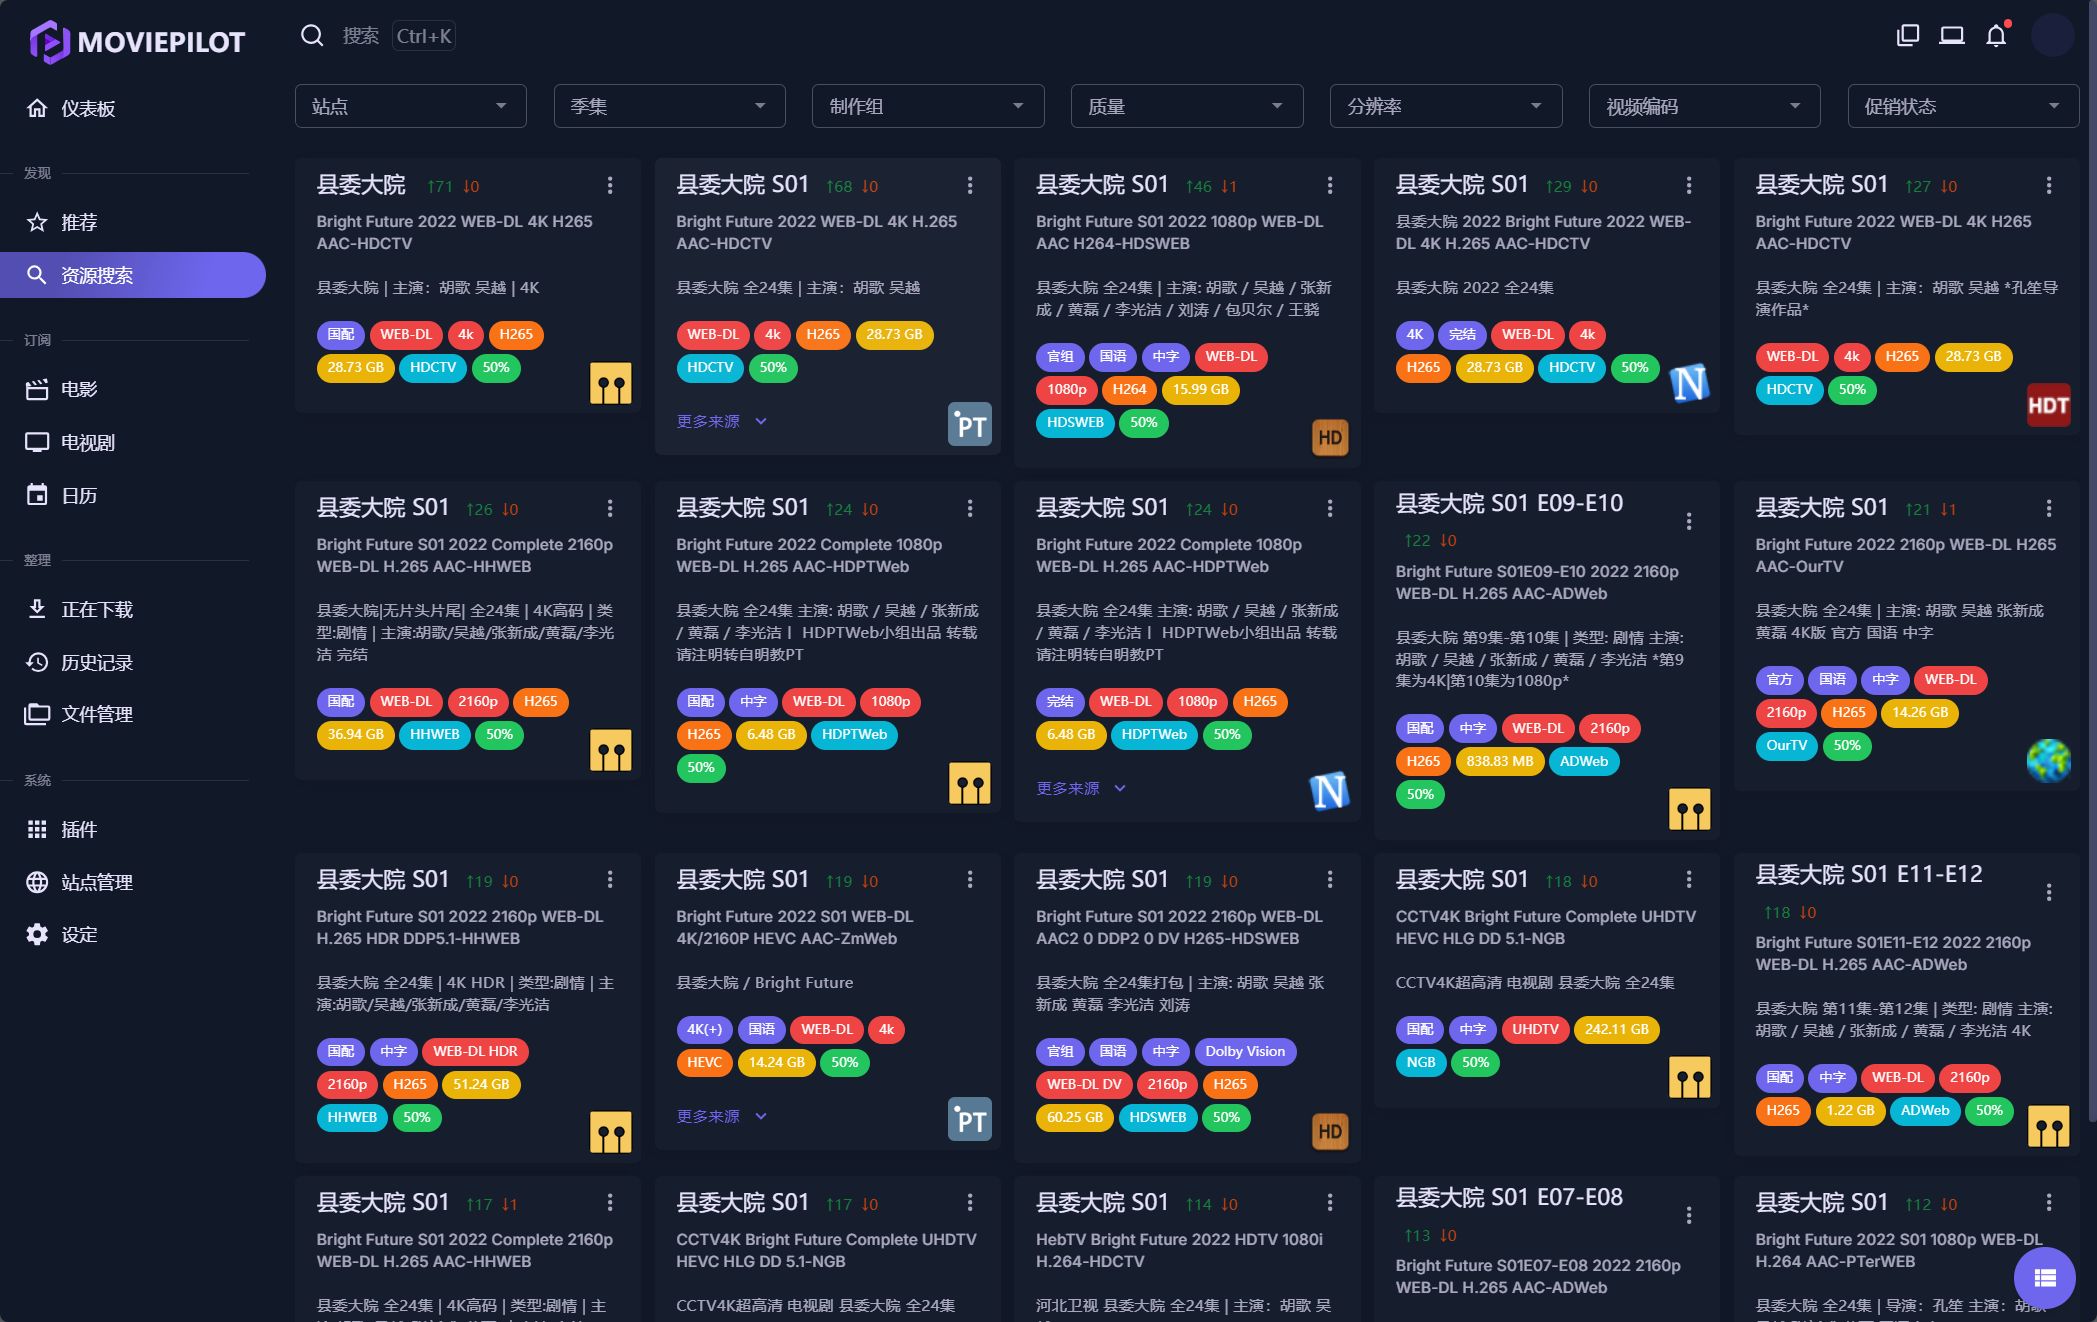 MOVIEPILOT
搜索 Ctrl+K
仪表板
发现
推荐
资源搜索
订阅
电影
电视剧
日历
整理
正在下载
历史记录
文件管理
系统
插件
站点管理
设定
站点
季集
制作组
质量
分辨率
视频编码
促销状态
县委大院 ↑71 ↓0
Bright Future 2022 WEB-DL 4K H265
AAC-HDCTV
县委大院 | 主演：胡歌 吴越 | 4K
国配 WEB-DL 4k H265
28.73 GB HDCTV 50%
县委大院 S01 ↑68 ↓0
Bright Future 2022 WEB-DL 4K H.265
AAC-HDCTV
县委大院 全24集 | 主演：胡歌 吴越
WEB-DL 4k H265 28.73 GB
HDCTV 50%
更多来源
PT
县委大院 S01 ↑46 ↓1
Bright Future S01 2022 1080p WEB-DL
AAC H264-HDSWEB
县委大院 全24集 | 主演: 胡歌 / 吴越 / 张新
成 / 黄磊 / 李光洁 / 刘涛 / 包贝尔 / 王骁
官组 国语 中字 WEB-DL
1080p H264 15.99 GB
HDSWEB 50%
HD
县委大院 S01 ↑29 ↓0
县委大院 2022 Bright Future 2022 WEB-
DL 4K H.265 AAC-HDCTV
县委大院 2022 全24集
4K 完结 WEB-DL 4k
H265 28.73 GB HDCTV 50%
N
县委大院 S01 ↑27 ↓0
Bright Future 2022 WEB-DL 4K H265
AAC-HDCTV
县委大院 全24集 | 主演：胡歌 吴越 *孔笙导
演作品*
WEB-DL 4k H265 28.73 GB
HDCTV 50%
HDT
县委大院 S01 ↑26 ↓0
Bright Future S01 2022 Complete 2160p
WEB-DL H.265 AAC-HHWEB
县委大院|无片头片尾| 全24集 | 4K高码 | 类
型:剧情 | 主演:胡歌/吴越/张新成/黄磊/李光
洁 完结
国配 WEB-DL 2160p H265
36.94 GB HHWEB 50%
县委大院 S01 ↑24 ↓0
Bright Future 2022 Complete 1080p
WEB-DL H.265 AAC-HDPTWeb
县委大院 全24集 主演: 胡歌 / 吴越 / 张新成
/ 黄磊 / 李光洁丨 HDPTWeb小组出品 转载
请注明转自明教PT
国配 中字 WEB-DL 1080p
H265 6.48 GB HDPTWeb
50%
县委大院 S01 ↑24 ↓0
Bright Future 2022 Complete 1080p
WEB-DL H.265 AAC-HDPTWeb
县委大院 全24集 主演: 胡歌 / 吴越 / 张新成
/ 黄磊 / 李光洁丨 HDPTWeb小组出品 转载
请注明转自明教PT
完结 WEB-DL 1080p H265
6.48 GB HDPTWeb 50%
更多来源
N
县委大院 S01 E09-E10
↑22 ↓0
Bright Future S01E09-E10 2022 2160p
WEB-DL H.265 AAC-ADWeb
县委大院 第9集-第10集 | 类型: 剧情 主演:
胡歌 / 吴越 / 张新成 / 黄磊 / 李光洁 *第9
集为4K|第10集为1080p*
国配 中字 WEB-DL 2160p
H265 838.83 MB ADWeb
50%
县委大院 S01 ↑21 ↓1
Bright Future 2022 2160p WEB-DL H265
AAC-OurTV
县委大院 全24集 | 主演: 胡歌 吴越 张新成
黄磊 4K版 官方 国语 中字
官方 国语 中字 WEB-DL
2160p H265 14.26 GB
OurTV 50%
县委大院 S01 ↑19 ↓0
Bright Future S01 2022 2160p WEB-DL
H.265 HDR DDP5.1-HHWEB
县委大院 全24集 | 4K HDR | 类型:剧情 | 主
演:胡歌/吴越/张新成/黄磊/李光洁
国配 中字 WEB-DL HDR
2160p H265 51.24 GB
HHWEB 50%
县委大院 S01 ↑19 ↓0
Bright Future 2022 S01 WEB-DL
4K/2160P HEVC AAC-ZmWeb
县委大院 / Bright Future
4K(+) 国语 WEB-DL 4k
HEVC 14.24 GB 50%
更多来源
PT
县委大院 S01 ↑19 ↓0
Bright Future S01 2022 2160p WEB-DL
AAC2 0 DDP2 0 DV H265-HDSWEB
县委大院 全24集打包 | 主演: 胡歌 吴越 张
新成 黄磊 李光洁 刘涛
官组 国语 中字 Dolby Vision
WEB-DL DV 2160p H265
60.25 GB HDSWEB 50%
HD
县委大院 S01 ↑18 ↓0
CCTV4K Bright Future Complete UHDTV
HEVC HLG DD 5.1-NGB
CCTV4K超高清 电视剧 县委大院 全24集
国配 中字 UHDTV 242.11 GB
NGB 50%
县委大院 S01 E11-E12
↑18 ↓0
Bright Future S01E11-E12 2022 2160p
WEB-DL H.265 AAC-ADWeb
县委大院 第11集-第12集 | 类型: 剧情 主演:
胡歌 / 吴越 / 张新成 / 黄磊 / 李光洁 4K
国配 中字 WEB-DL 2160p
H265 1.22 GB ADWeb 50%
县委大院 S01 ↑17 ↓1
Bright Future S01 2022 Complete 2160p
WEB-DL H.265 AAC-HHWEB
县委大院 全24集 | 4K高码 | 类型:剧情 | 主
县委大院 S01 ↑17 ↓0
CCTV4K Bright Future Complete UHDTV
HEVC HLG DD 5.1-NGB
CCTV4K超高清 电视剧 县委大院 全24集
县委大院 S01 ↑14 ↓0
HebTV Bright Future 2022 HDTV 1080i
H.264-HDCTV
河北卫视 县委大院 全24集 | 主演：胡歌 吴
县委大院 S01 E07-E08
↑13 ↓0
Bright Future S01E07-E08 2022 2160p
WEB-DL H.265 AAC-ADWeb
县委大院 S01 ↑12 ↓0
Bright Future 2022 S01 1080p WEB-DL
H.264 AAC-PTerWEB
县委大院 全24集 | 导演：孔笙 主演：胡歌